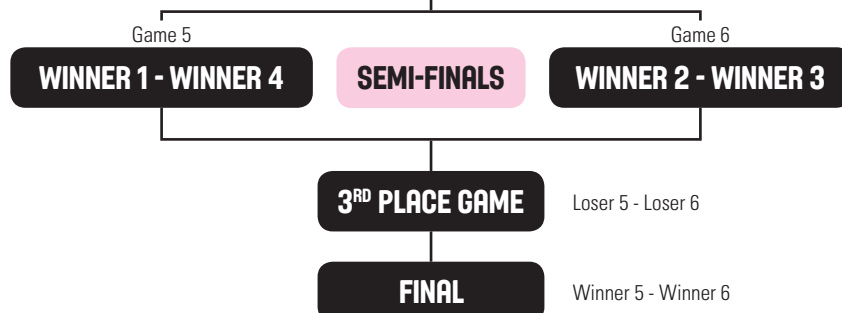 Game 5
Game 6
WINNER 1 - WINNER 4
SEMI-FINALS
WINNER 2 - WINNER 3
3RD PLACE GAME
Loser 5 - Loser 6
FINAL
Winner 5 - Winner 6